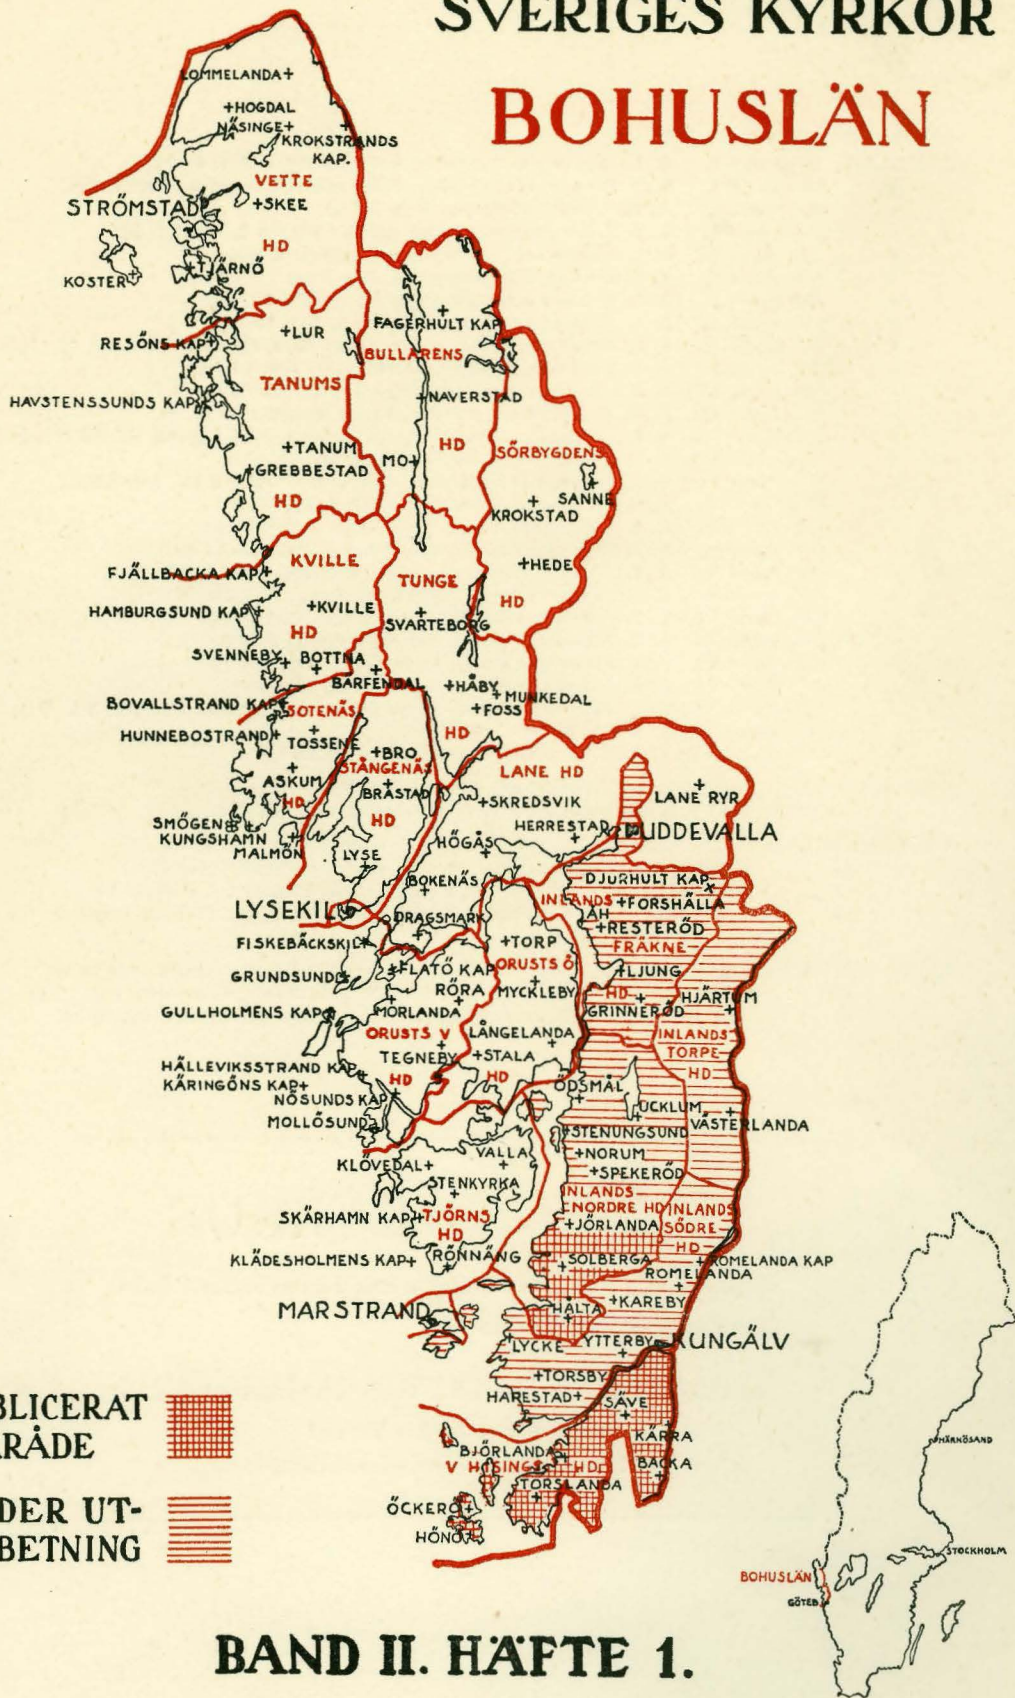 SVERIGES KYRKOR
BOHUSLÄN
LOMMELANDA
HOGDAL
NÄSINGE
KROKSTRANDS
KAP.
VETTE
STRÖMSTAD
SKEE
HD
TJÄRNÖ
KOSTER
LUR
RESÖNS KAP
FAGERHULT KAP
BULLARENS
TANUMS
HAVSTENSSUNDS KAP
NAVERSTAD
TANUM
HD
SÖRBYGDENS
MO
GREBBESTAD
HD
SANNE
KROKSTAD
KVILLE
HEDE
FJÄLLBACKA KAP
TUNGE
HAMBURGSUND KAP
KVILLE
HD
HD
SVARTEBORG
SVENNEBY
BOTTNA
BÄRFENDAL
HÅBY
MUNKEDAL
BOVALLSTRAND KAP
SOTENÄS
FOSS
HUNNEBOSTRAND
TOSSENE
HD
BRO
STÅNGENÄS
LANE HD
ASKUM
HD
BRASTAD
LANE RYR
SKREDSVIK
SMÖGEN
HD
HERRESTAD
UDDEVALLA
KUNGSHAMN
MALMÖN
HÖGÅS
LYSE
BOKENÄS
DJURHULT KAP
INLANDS
FORSHÄLLA
LYSEKIL
DRAGSMARK
ÅH
RESTERÖD
FISKEBÄCKSKIL
TORP
FRÄKNE
GRUNDSUND
FLATÖ KAP
ORUSTS Ö
LJUNG
RÖRA
MYCKLEBY
HD
HJÄRTUM
GULLHOLMENS KAP
MORLANDA
GRINNERÖD
ORUSTS V
LÅNGELANDA
INLANDS
TEGNEBY
STALA
TORPE
HÄLLEVIKSSTRAND KAP
HD
HD
HD
KÄRINGÖNS KAP
ÖDSMÅL
NÖSUNDS KAP
UCKLUM
MOLLÖSUND
VÄSTERLANDA
STENUNGSUND
VALLA
NORUM
KLÖVEDAL
SPEKERÖD
STENKYRKA
INLANDS
NORDRE HD
INLANDS
SKÄRHAMN KAP
TJÖRNS
JÖRLANDA
SÖDRE
HD
HD
KLÄDESHOLMENS KAP
RÖNNÄNG
SOLBERGA
ROMELANDA KAP
ROMELANDA
MARSTRAND
HÅLTA
KAREBY
LYCKE
YTTERBY
KUNGÄLV
TORSBY
HARESTAD
BLICERAT
RÅDE
SÄVE
KÄRRA
BJÖRLANDA
V HISINGS HD
BACKA
TORSLANDA
DER UT-
BETNING
ÖCKERÖ
HÖNÖ
HÄRNÖSAND
STOCKHOLM
BOHUSLÄN
GÖTEB
BAND II. HÄFTE 1.